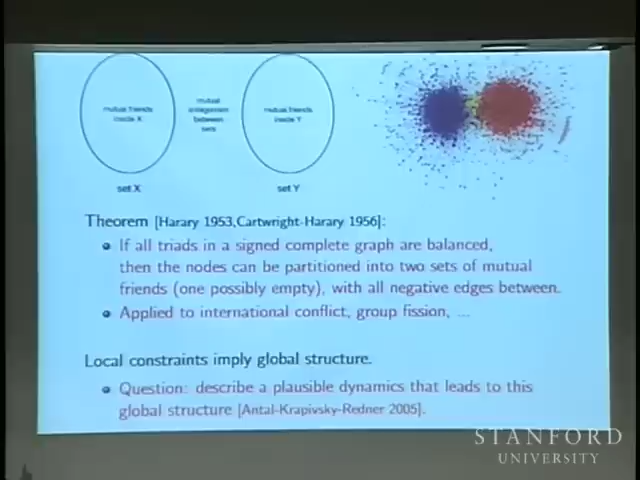 mutual friends
inside X
mutual
antagonism
between
sets
mutual friends
inside Y
set X
set Y
Theorem [Harary 1953,Cartwright-Harary 1956]:
If all triads in a signed complete graph are balanced,
then the nodes can be partitioned into two sets of mutual
friends (one possibly empty), with all negative edges between.
Applied to international conflict, group fission, ...
Local constraints imply global structure.
Question: describe a plausible dynamics that leads to this
global structure [Antal-Krapivsky-Redner 2005].
STANFORD
UNIVERSITY